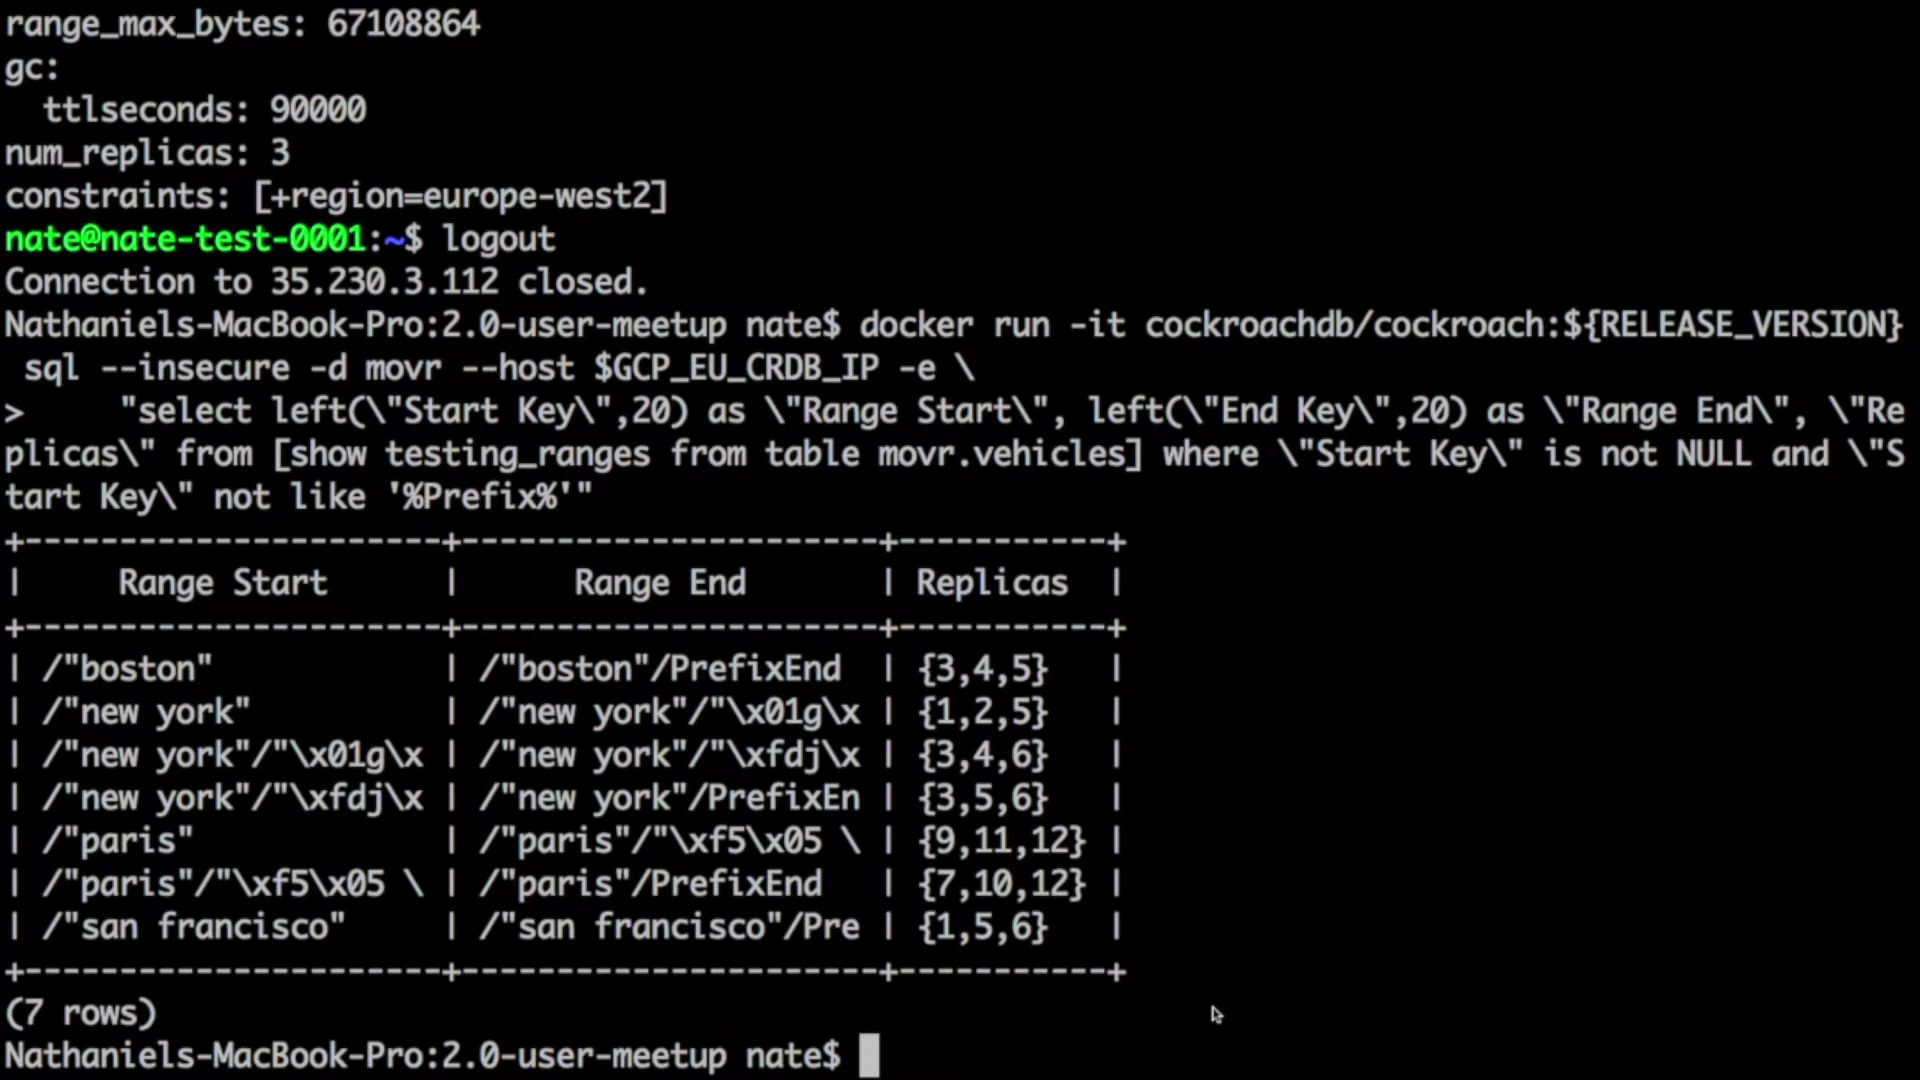 range_max_bytes: 67108864
gc:
  ttlseconds: 90000
num_replicas: 3
constraints: [+region=europe-west2]
nate@nate-test-0001:~$ logout
Connection to 35.230.3.112 closed.
Nathaniels-MacBook-Pro:2.0-user-meetup nate$ docker run -it cockroachdb/cockroach:${RELEASE_VERSION}
 sql --insecure -d movr --host $GCP_EU_CRDB_IP -e \
>     "select left(\"Start Key\",20) as \"Range Start\", left(\"End Key\",20) as \"Range End\", \"Re
plicas\" from [show testing_ranges from table movr.vehicles] where \"Start Key\" is not NULL and \"S
tart Key\" not like '%Prefix%'"
+----------------------+----------------------+-----------+
|     Range Start      |      Range End       | Replicas  |
+----------------------+----------------------+-----------+
| /"boston"            | /"boston"/PrefixEnd  | {3,4,5}   |
| /"new york"          | /"new york"/"\x01g\x | {1,2,5}   |
| /"new york"/"\x01g\x | /"new york"/"\xfdj\x | {3,4,6}   |
| /"new york"/"\xfdj\x | /"new york"/PrefixEn | {3,5,6}   |
| /"paris"             | /"paris"/"\xf5\x05 \ | {9,11,12} |
| /"paris"/"\xf5\x05 \ | /"paris"/PrefixEnd   | {7,10,12} |
| /"san francisco"     | /"san francisco"/Pre | {1,5,6}   |
+----------------------+----------------------+-----------+
(7 rows)
Nathaniels-MacBook-Pro:2.0-user-meetup nate$